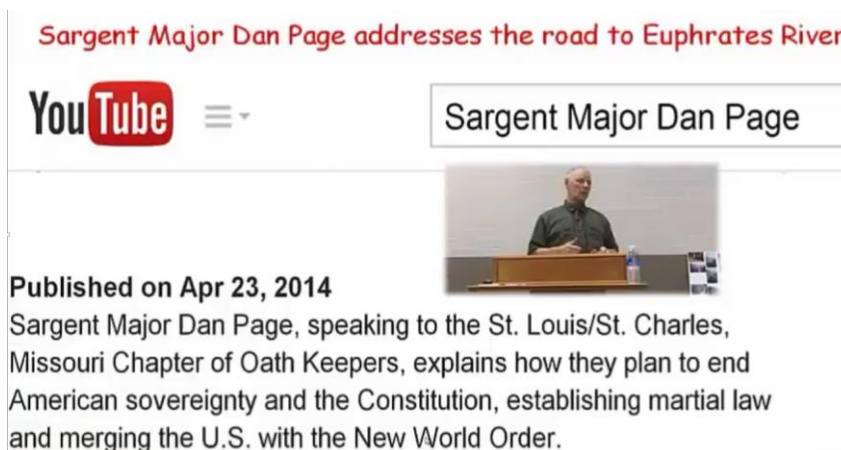 Sargent Major Dan Page addresses the road to Euphrates River
YouTube
Sargent Major Dan Page
Published on Apr 23, 2014
Sargent Major Dan Page, speaking to the St. Louis/St. Charles,
Missouri Chapter of Oath Keepers, explains how they plan to end
American sovereignty and the Constitution, establishing martial law
and merging the U.S. with the New World Order.